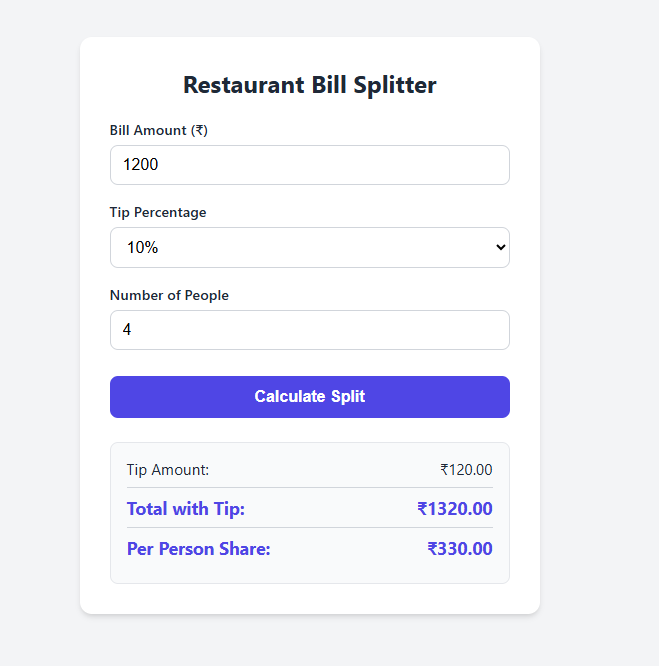 Restaurant Bill Splitter
Bill Amount (₹)
1200
Tip Percentage
10%
Number of People
4
Calculate Split
Tip Amount: ₹120.00
Total with Tip: ₹1320.00
Per Person Share: ₹330.00